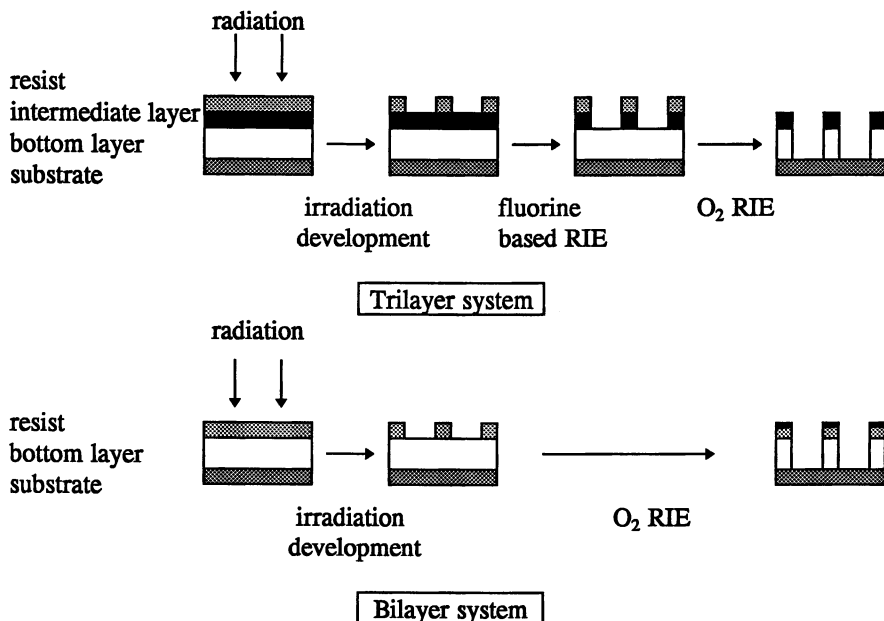 radiation
resist
intermediate layer
bottom layer
substrate
irradiation
development
fluorine
based RIE
O₂ RIE
Trilayer system
radiation
resist
bottom layer
substrate
irradiation
development
O₂ RIE
Bilayer system